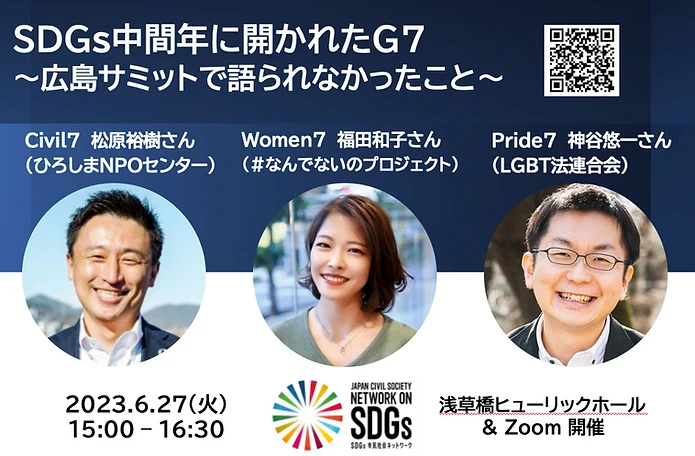 SDGs中間年に開かれたG7
～広島サミットで語られなかったこと～
Civil7 松原裕樹さん
（ひろしまNPOセンター）
Women7 福田和子さん
（＃なんでないのプロジェクト）
Pride7 神谷悠一さん
（LGBT法連合会）
2023.6.27（火）
15:00 – 16:30
JAPAN CIVIL SOCIETY
NETWORK ON
SDGs
SDGs 市民社会ネットワーク
浅草橋ヒューリックホール
& Zoom 開催